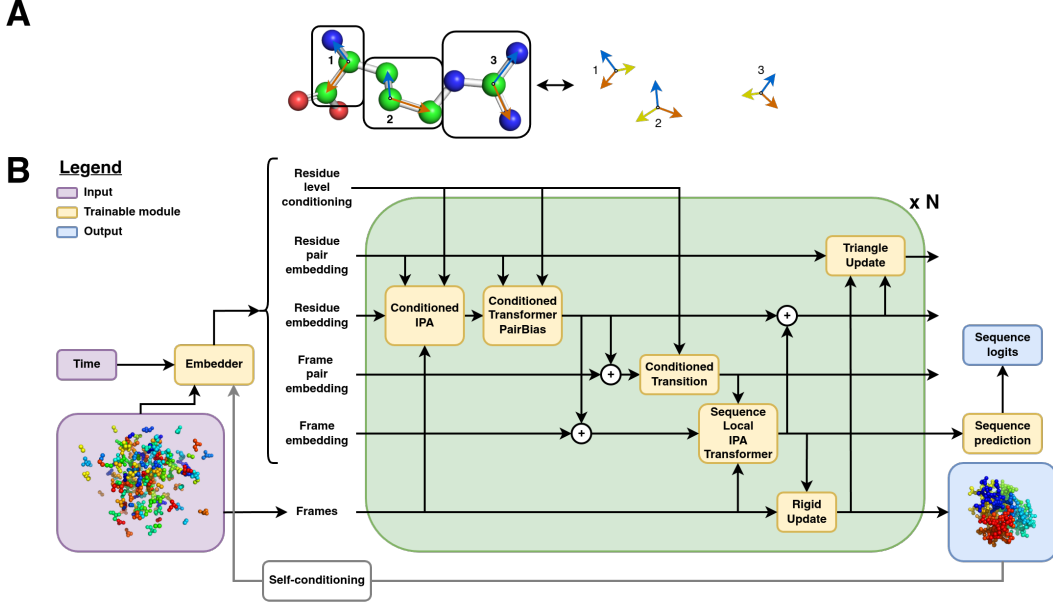 A
1
2
3
1
2
3
B
Legend
Input
Trainable module
Output
Residue
level
conditioning
x N
Residue
pair
embedding
Triangle
Update
Residue
embedding
Conditioned
IPA
Conditioned
Transformer
PairBias
+
Time
Embedder
Frame
pair
embedding
+
Conditioned
Transition
Sequence
logits
Frame
embedding
+
Sequence
Local
IPA
Transformer
Sequence
prediction
Frames
Rigid
Update
Self-conditioning